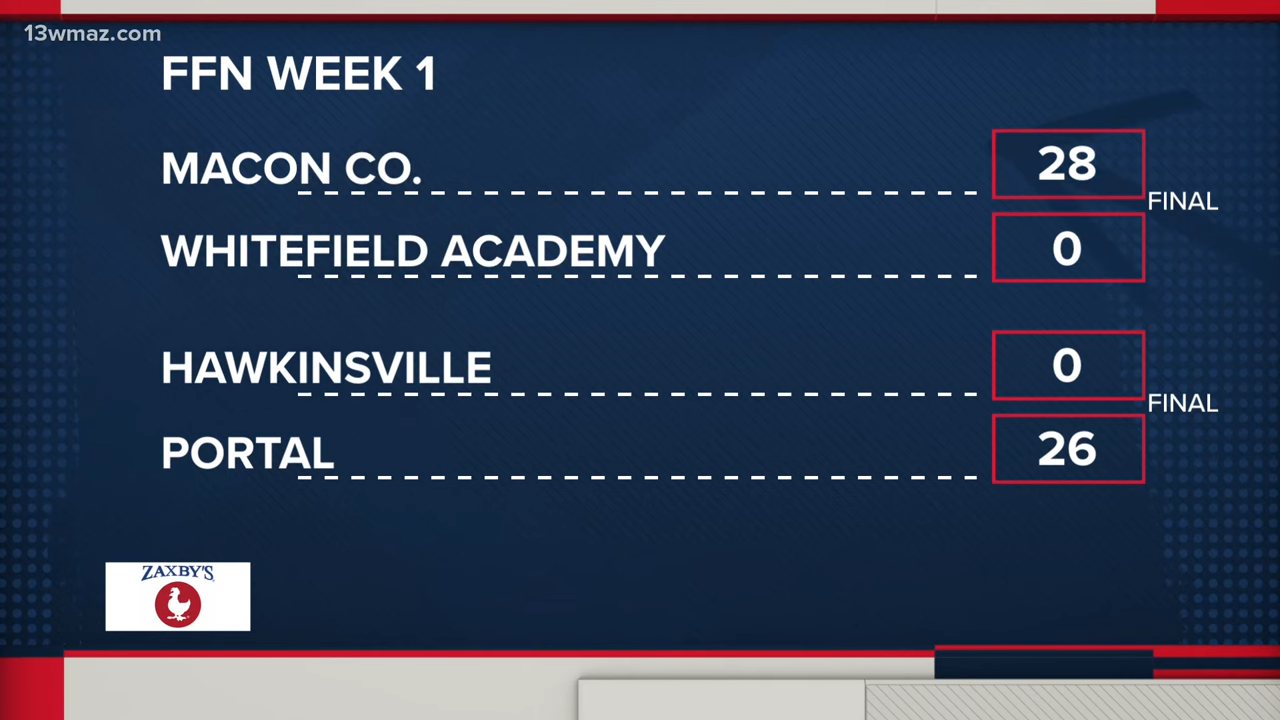 13wmaz.com
FFN WEEK 1
MACON CO. 28
FINAL
WHITEFIELD ACADEMY 0
HAWKINSVILLE 0
FINAL
PORTAL 26
ZAXBY'S